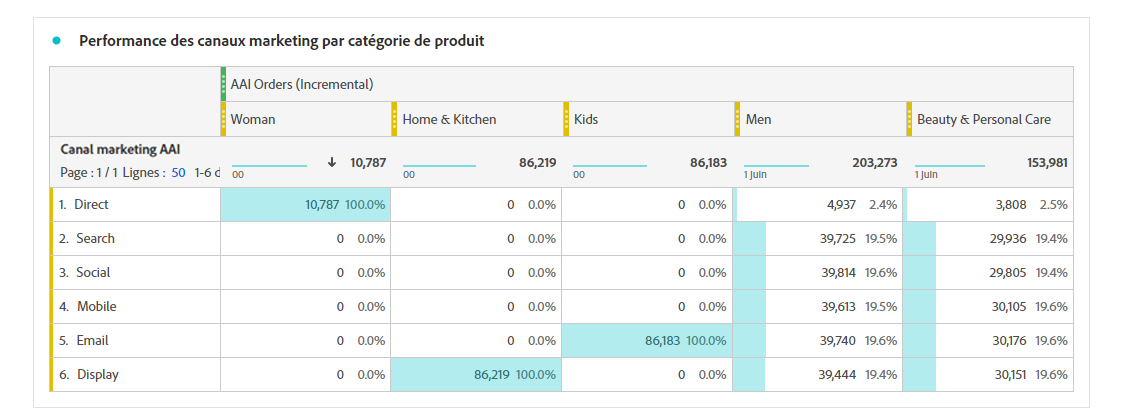 Performance des canaux marketing par catégorie de produit
AAI Orders (Incremental)
Woman Home & Kitchen Kids Men Beauty & Personal Care
Canal marketing AAI
Page : 1 / 1 Lignes : 50 1-6 d
00 10,787 00 86,219 00 86,183 1 juin 203,273 1 juin 153,981
1. Direct 10,787 100.0% 0 0.0% 0 0.0% 4,937 2.4% 3,808 2.5%
2. Search 0 0.0% 0 0.0% 0 0.0% 39,725 19.5% 29,936 19.4%
3. Social 0 0.0% 0 0.0% 0 0.0% 39,814 19.6% 29,805 19.4%
4. Mobile 0 0.0% 0 0.0% 0 0.0% 39,613 19.5% 30,105 19.6%
5. Email 0 0.0% 0 0.0% 86,183 100.0% 39,740 19.6% 30,176 19.6%
6. Display 0 0.0% 86,219 100.0% 0 0.0% 39,444 19.4% 30,151 19.6%